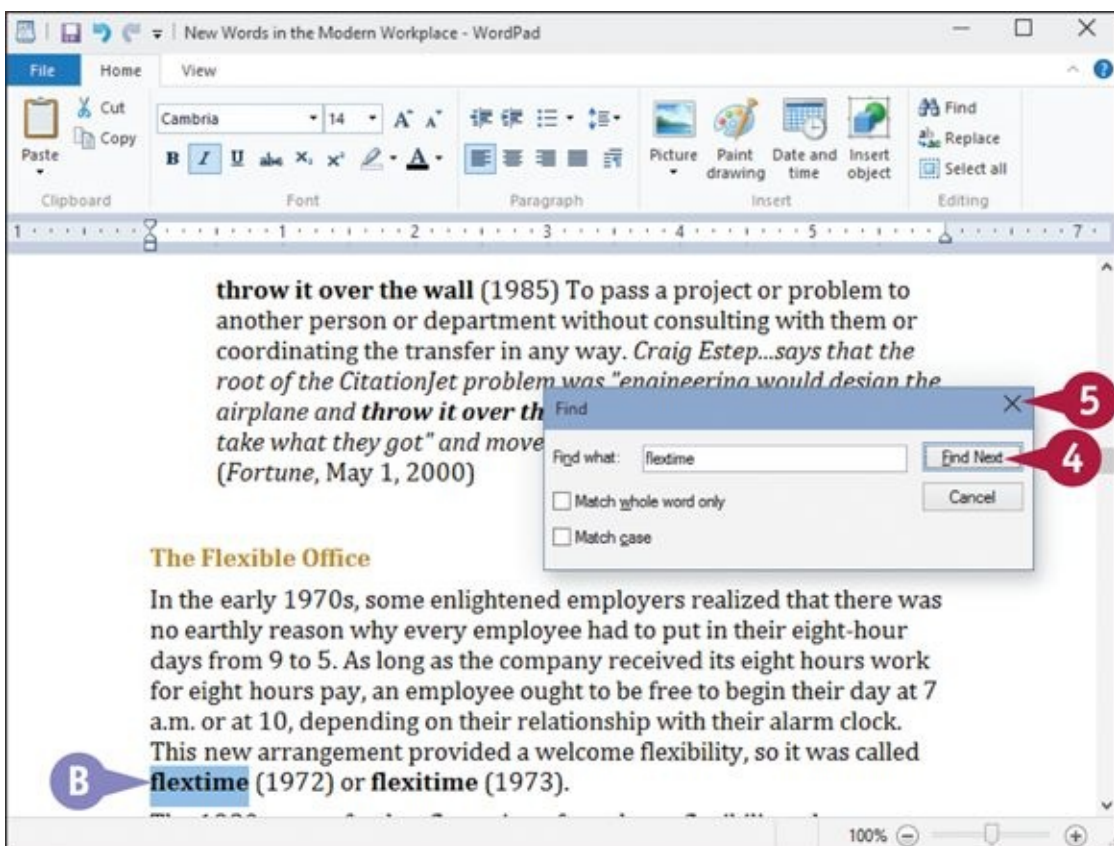 New Words in the Modern Workplace - WordPad
File Home View
Cut
Copy
Paste
Clipboard
Cambria 14 A A
B I U abc X₂ X² A
Font
Paragraph
Picture
Paint drawing
Date and time
Insert object
Insert
Find
Replace
Select all
Editing
1 1 2 3 4 5 7
throw it over the wall (1985) To pass a project or problem to
another person or department without consulting with them or
coordinating the transfer in any way. Craig Estep...says that the
root of the CitationJet problem was "engineering would design the
airplane and throw it over th
take what they got" and move
(Fortune, May 1, 2000)
Find
5
Find what: flextime Find Next
4
Match whole word only Cancel
Match case
The Flexible Office
In the early 1970s, some enlightened employers realized that there was
no earthly reason why every employee had to put in their eight-hour
days from 9 to 5. As long as the company received its eight hours work
for eight hours pay, an employee ought to be free to begin their day at 7
a.m. or at 10, depending on their relationship with their alarm clock.
This new arrangement provided a welcome flexibility, so it was called
B flextime (1972) or flexitime (1973).
100%